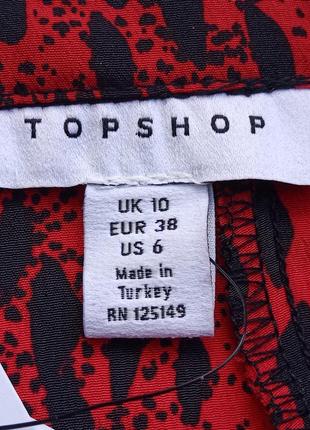 TOPSHOP
UK 10
EUR 38
US 6
Made in
Turkey
RN 125149